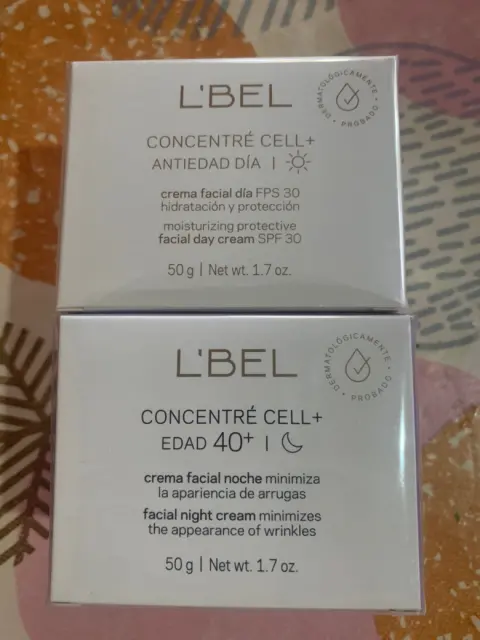 L'BEL
DERMATOLÓGICAMENTE • PROBADO •
CONCENTRÉ CELL+
ANTIEDAD DÍA |
crema facial día FPS 30
hidratación y protección
moisturizing protective
facial day cream SPF 30
50 g | Net wt. 1.7 oz.
L'BEL
DERMATOLÓGICAMENTE • PROBADO •
CONCENTRÉ CELL+
EDAD 40+ |
crema facial noche minimiza
la apariencia de arrugas
facial night cream minimizes
the appearance of wrinkles
50 g | Net wt. 1.7 oz.